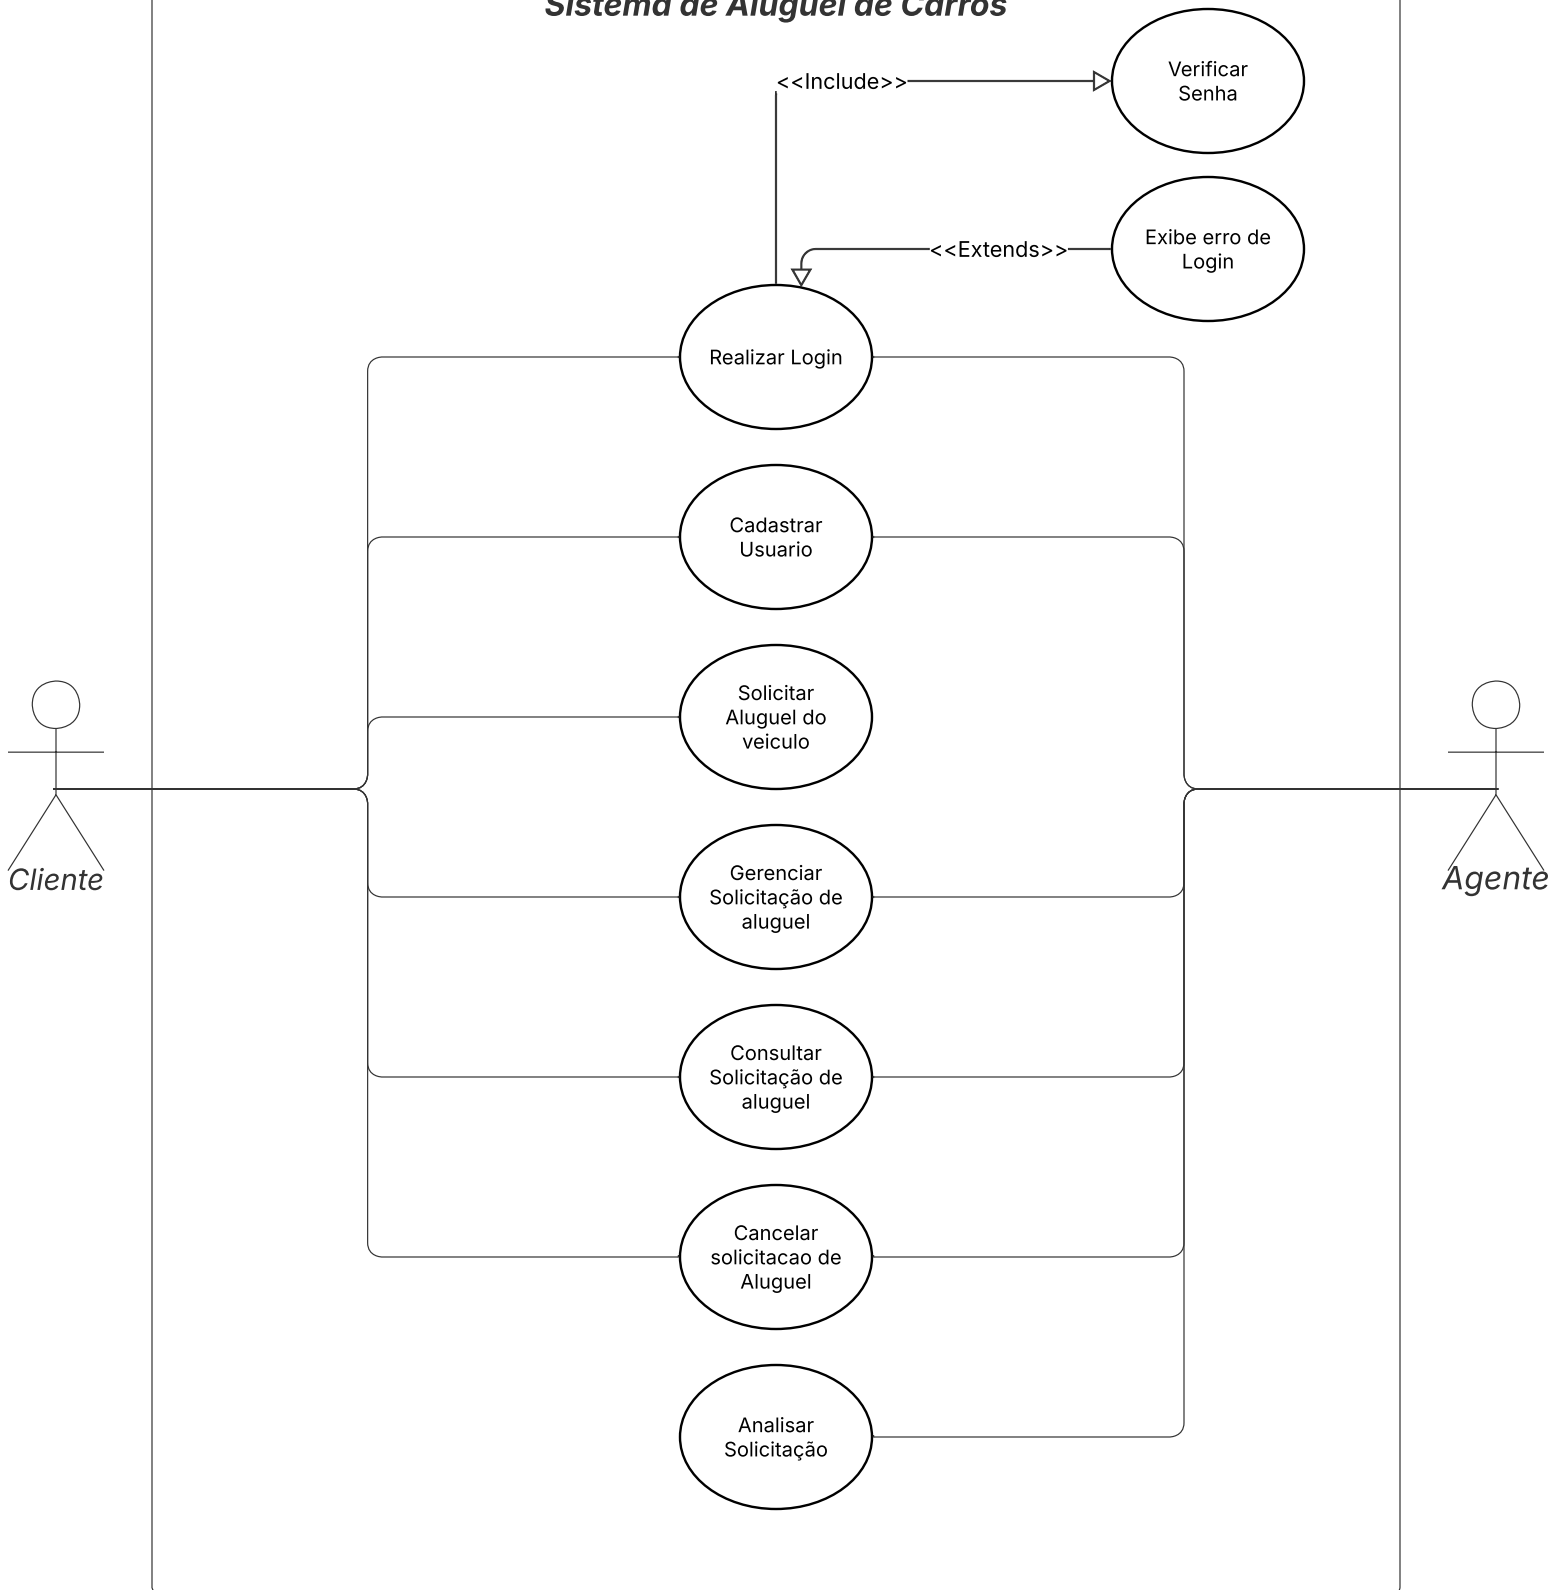 Sistema de Aluguel de Carros
<<Include>>
Verificar
Senha
<<Extends>>
Exibe erro de
Login
Realizar Login
Cadastrar
Usuario
Solicitar
Aluguel do
veiculo
Cliente
Agente
Gerenciar
Solicitação de
aluguel
Consultar
Solicitação de
aluguel
Cancelar
solicitacao de
Aluguel
Analisar
Solicitação